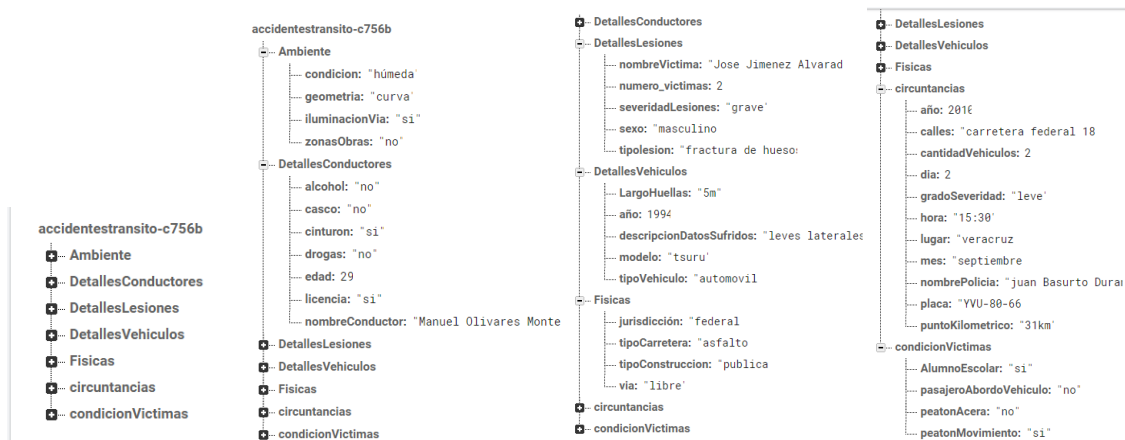 accidentestransito-c756b
Ambiente
DetallesConductores
DetallesLesiones
DetallesVehiculos
Fisicas
circuntancias
condicionVictimas
accidentestransito-c756b
Ambiente
condicion: "húmeda"
geometria: "curva"
iluminacionVia: "si"
zonasObras: "no"
DetallesConductores
alcohol: "no"
casco: "no"
cinturon: "si"
drogas: "no"
edad: 29
licencia: "si"
nombreConductor: "Manuel Olivares Monte
DetallesLesiones
DetallesVehiculos
Fisicas
circuntancias
condicionVictimas
DetallesConductores
DetallesLesiones
nombreVictima: "Jose Jimenez Alvarad
numero_victimas: 2
severidadLesiones: "grave"
sexo: "masculino
tipolesion: "fractura de huesos
DetallesVehiculos
LargoHuellas: "5m"
año: 1994
descripcionDatosSufridos: "leves laterales
modelo: "tsuru"
tipoVehiculo: "automovil
Fisicas
jurisdicción: "federal
tipoCarretera: "asfalto
tipoConstruccion: "publica
via: "libre"
circuntancias
condicionVictimas
DetallesLesiones
DetallesVehiculos
Fisicas
circuntancias
año: 2016
calles: "carretera federal 18
cantidadVehiculos: 2
dia: 2
gradoSeveridad: "leve"
hora: "15:30"
lugar: "veracruz
mes: "septiembre
nombrePolicia: "juan Basurto Duran
placa: "YVU-80-66
puntoKilometrico: "31km"
condicionVictimas
AlumnoEscolar: "si"
pasajeroAbordoVehiculo: "no"
peatonAcera: "no"
peatonMovimiento: "si"